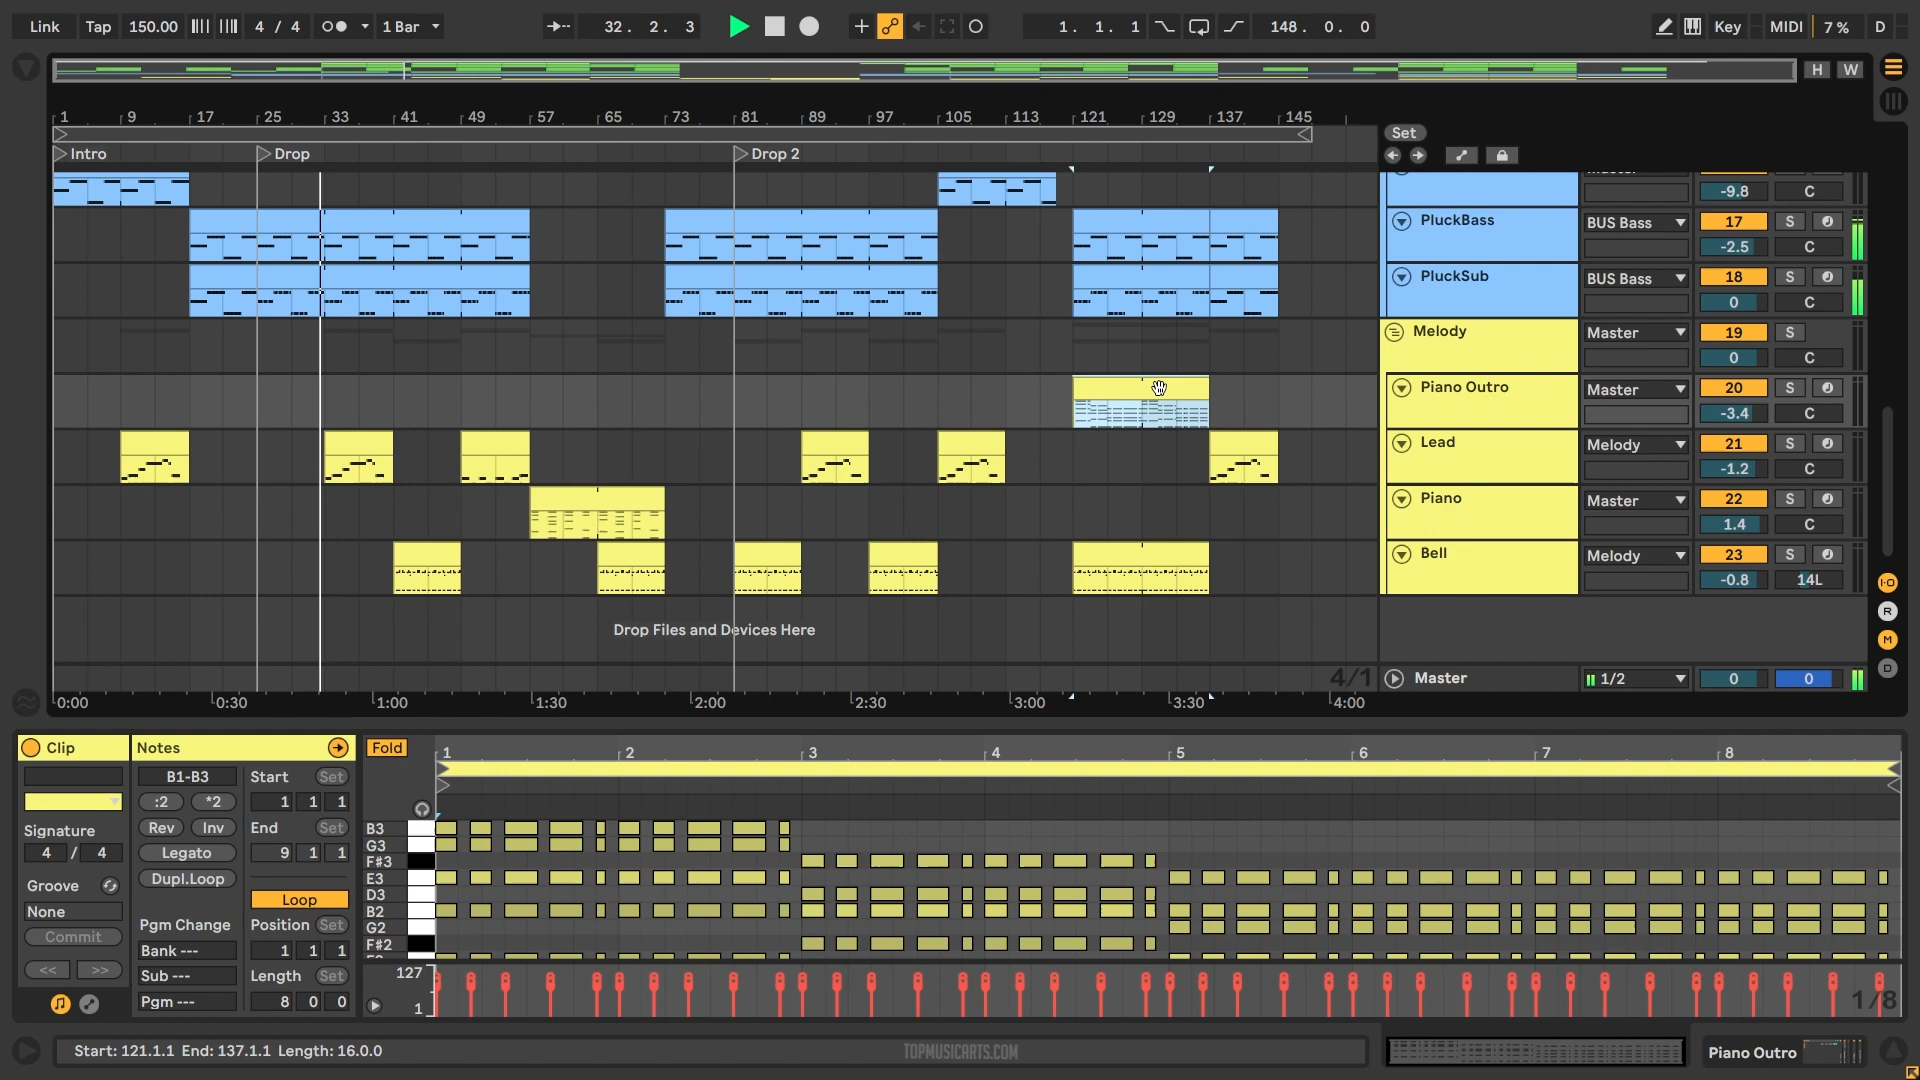 Link Tap 150.00 4 / 4 1 Bar 32. 2. 3 1. 1. 1 148. 0. 0 Key MIDI 7 % D
H W
1 9 17 25 33 41 49 57 65 73 81 89 97 105 113 121 129 137 145
Set
Intro Drop Drop 2
-9.8 C
PluckBass BUS Bass 17 S
-2.5 C
PluckSub BUS Bass 18 S
0 C
Melody Master 19 S
0 C
Piano Outro Master 20 S
-3.4 C
Lead Melody 21 S
-1.2 C
Piano Master 22 S
1.4 C
Bell Melody 23 S
-0.8 14L
I·O
R
Drop Files and Devices Here
M
D
4/1 Master 1/2 0 0
0:00 0:30 1:00 1:30 2:00 2:30 3:00 3:30 4:00
Clip Notes Fold 1 2 3 4 5 6 7 8
B1-B3 Start Set
:2 *2 1 1 1
Signature Rev Inv End Set
4 / 4 Legato 9 1 1
Groove Dupl.Loop
None Loop
Commit Pgm Change Position Set
Bank --- 1 1 1
<< >> Sub --- Length Set
Pgm --- 8 0 0
B3
G3
F#3
E3
D3
B2
G2
F#2
127
1
1/8
Start: 121.1.1 End: 137.1.1 Length: 16.0.0 TOPMUSICARTS.COM Piano Outro